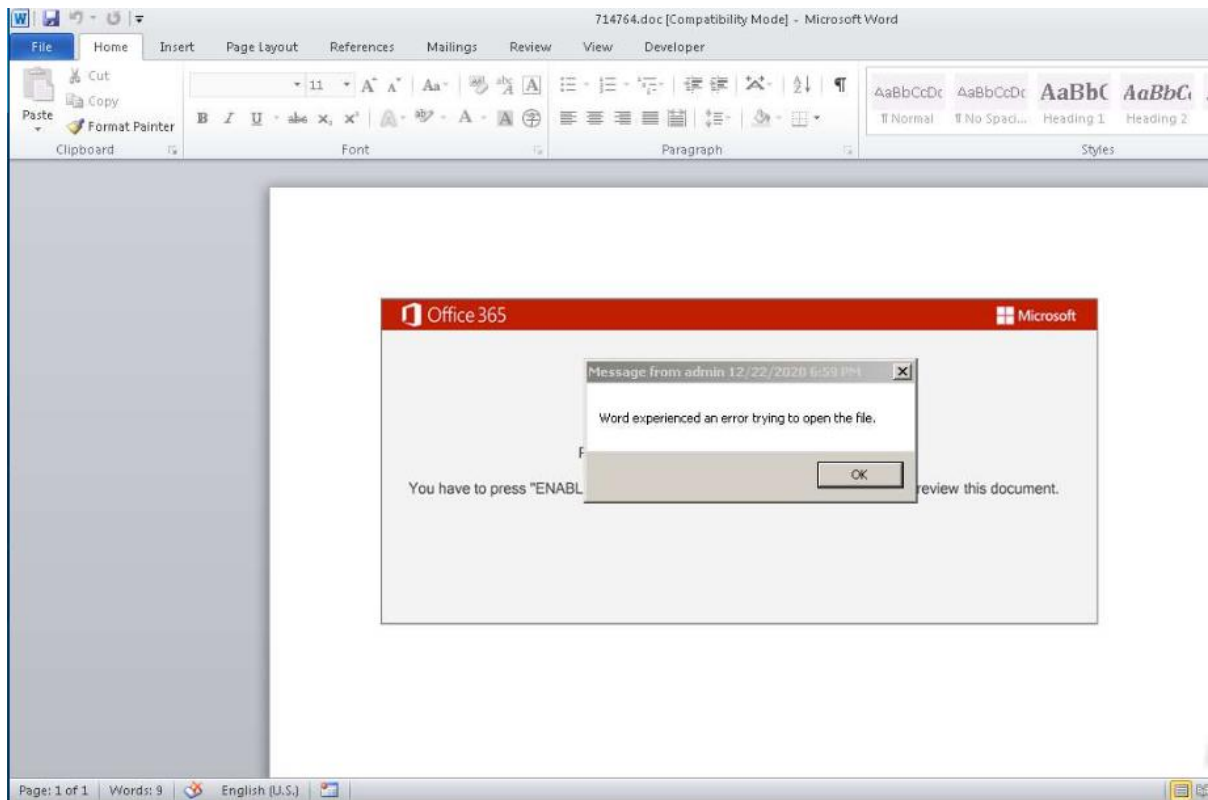 714764.doc [Compatibility Mode] - Microsoft Word
File Home Insert Page Layout References Mailings Review View Developer
Cut
Copy
Paste
Format Painter
11
AaBbCcDc AaBbCcDc AaBbC AaBbC
¶ Normal ¶ No Spaci... Heading 1 Heading 2
Clipboard Font Paragraph Styles
Office 365 Microsoft
Message from admin 12/22/2020 6:59 PM
Word experienced an error trying to open the file.
OK
You have to press "ENABL review this document.
Page: 1 of 1 Words: 9 English (U.S.)